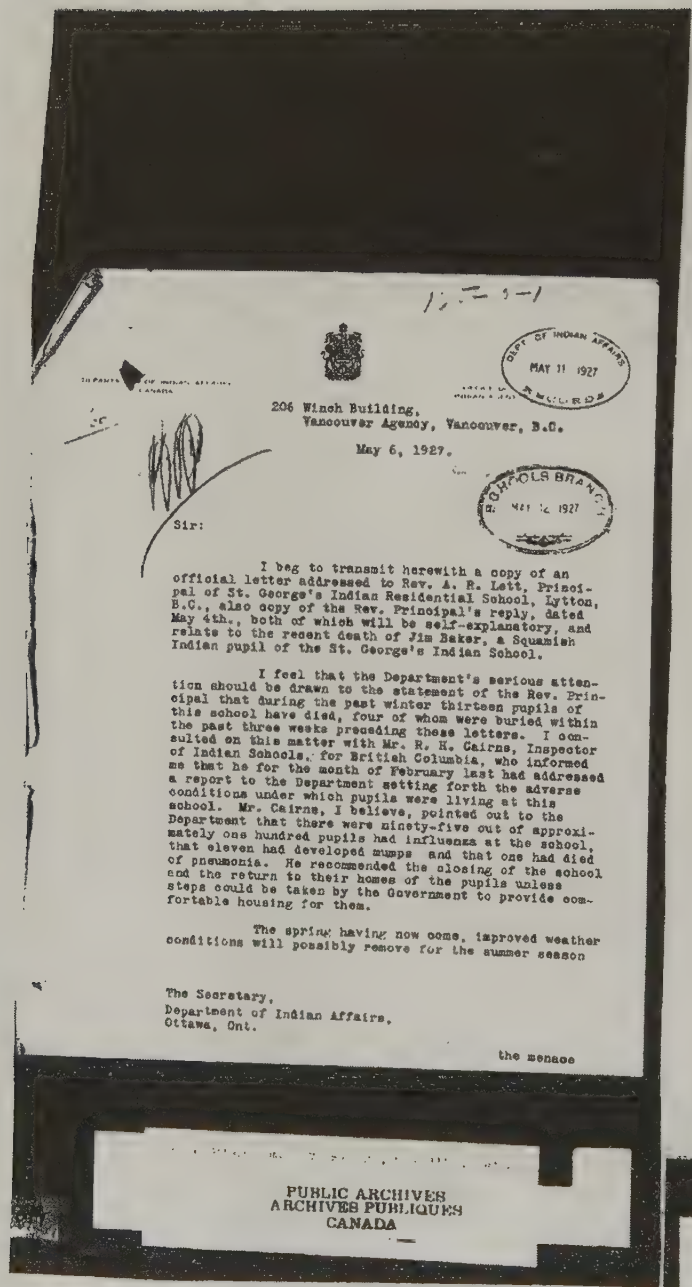 DEPT. OF INDIAN AFFAIRS
MAY 11 1927
RECORDS
OF INDIAN AFFAIRS
CANADA
206 Winch Building,
Vancouver Agency, Vancouver, B.C.
May 6, 1927.
SCHOOLS BRANCH
MAY 12 1927
Sir:
I beg to transmit herewith a copy of an
official letter addressed to Rev. A. R. Lett, Princi-
pal of St. George's Indian Residential School, Lytton,
B.C., also copy of the Rev. Principal's reply, dated
May 4th., both of which will be self-explanatory, and
relate to the recent death of Jim Baker, a Squamish
Indian pupil of the St. George's Indian School.
I feel that the Department's serious atten-
tion should be drawn to the statement of the Rev. Prin-
cipal that during the past winter thirteen pupils of
this school have died, four of whom were buried within
the past three weeks preceding these letters. I con-
sulted on this matter with Mr. R. H. Cairns, Inspector
of Indian Schools, for British Columbia, who informed
me that he for the month of February last had addressed
a report to the Department setting forth the adverse
conditions under which pupils were living at this
school. Mr. Cairns, I believe, pointed out to the
Department that there were ninety-five out of approxi-
mately one hundred pupils had influenza at the school,
that eleven had developed mumps and that one had died
of pneumonia. He recommended the closing of the school
and the return to their homes of the pupils unless
steps could be taken by the Government to provide com-
fortable housing for them.
The spring having now come, improved weather
conditions will possibly remove for the summer season
The Secretary,
Department of Indian Affairs,
Ottawa, Ont.
the menace
PUBLIC ARCHIVES
ARCHIVES PUBLIQUES
CANADA